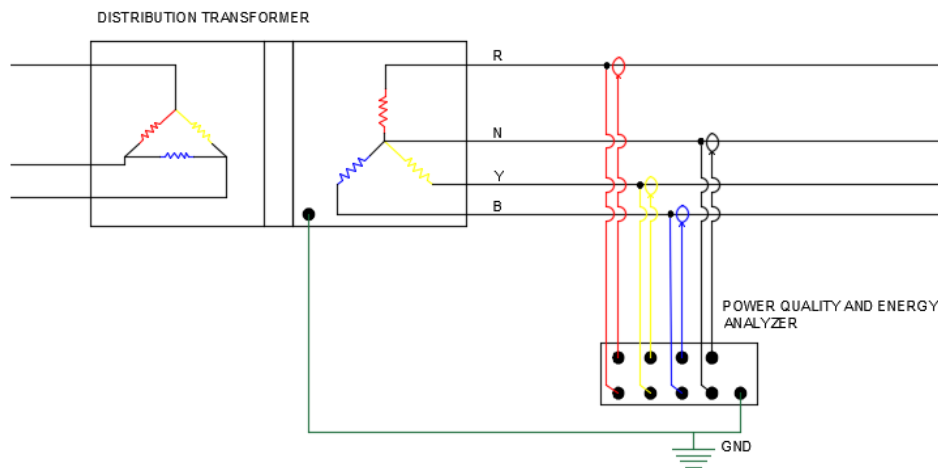 DISTRIBUTION TRANSFORMER
R
N
Y
B
POWER QUALITY AND ENERGY
ANALYZER
GND